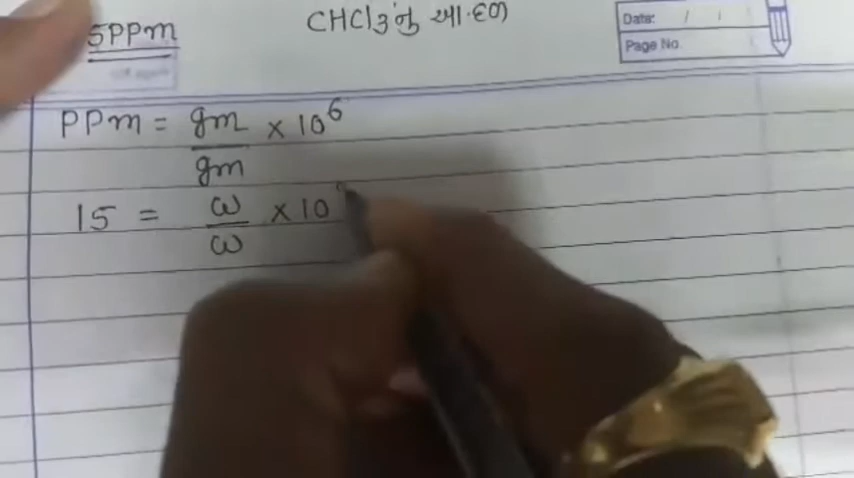 5PPm
CHCl3નું આ.દળ
Date: / /
Page No.
PPm = gm/gm × 10⁶
15 = w/w × 10